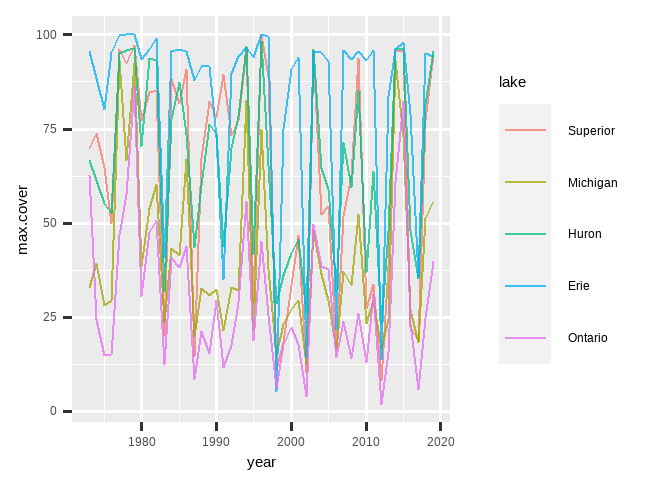 100
75
50
25
0
max.cover
1980
1990
2000
2010
2020
year
lake
Superior
Michigan
Huron
Erie
Ontario